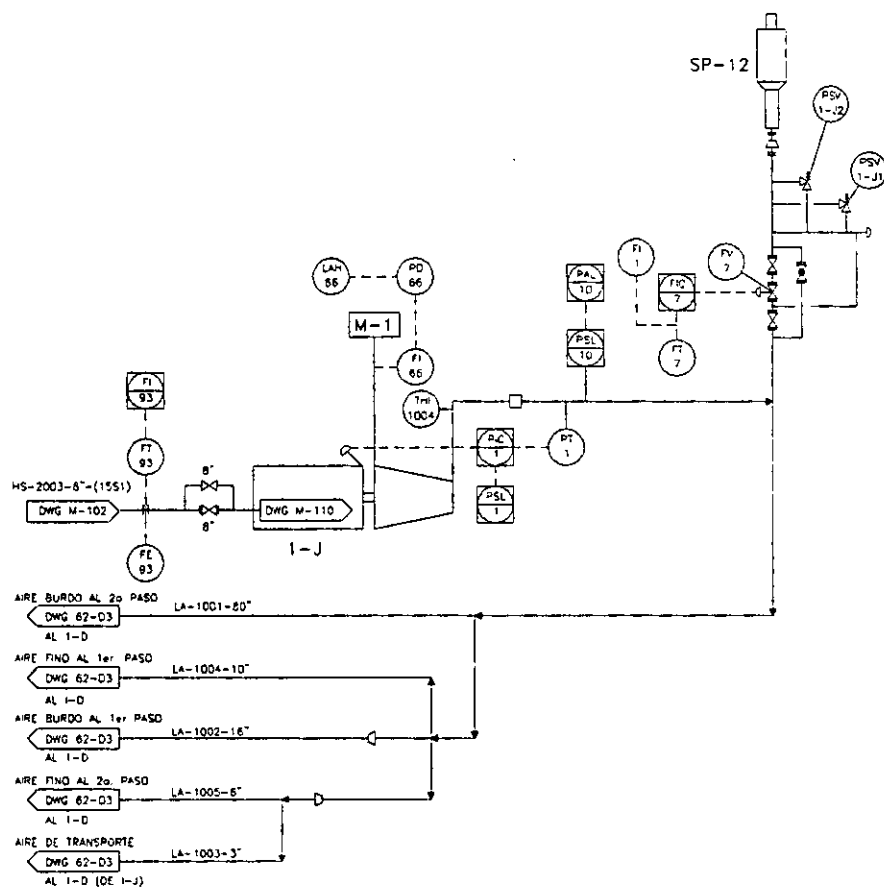 SP-12
PSV
1-J2
PSV
1-J1
FI
1
FV
7
LAH
66
PD
66
PAL
10
FIC
7
M-1
PSL
10
FT
7
FI
66
FI
93
THI
1004
FT
93
PIC
1
PT
1
8"
HS-2003-8"-(15S1)
DWG M-102
DWG M-110
PSL
1
8"
1-J
FE
93
AIRE BURDO AL 2o PASO
LA-1001-80"
DWG 62-D3
AL 1-D
AIRE FINO AL 1er PASO
LA-1004-10"
DWG 62-D3
AL 1-D
AIRE BURDO AL 1er PASO
LA-1002-16"
DWG 62-D3
AL 1-D
AIRE FINO AL 2o. PASO
LA-1005-6"
DWG 62-D3
AL 1-D
AIRE DE TRANSPORTE
LA-1003-3"
DWG 62-D3
AL 1-D (DE 1-J)